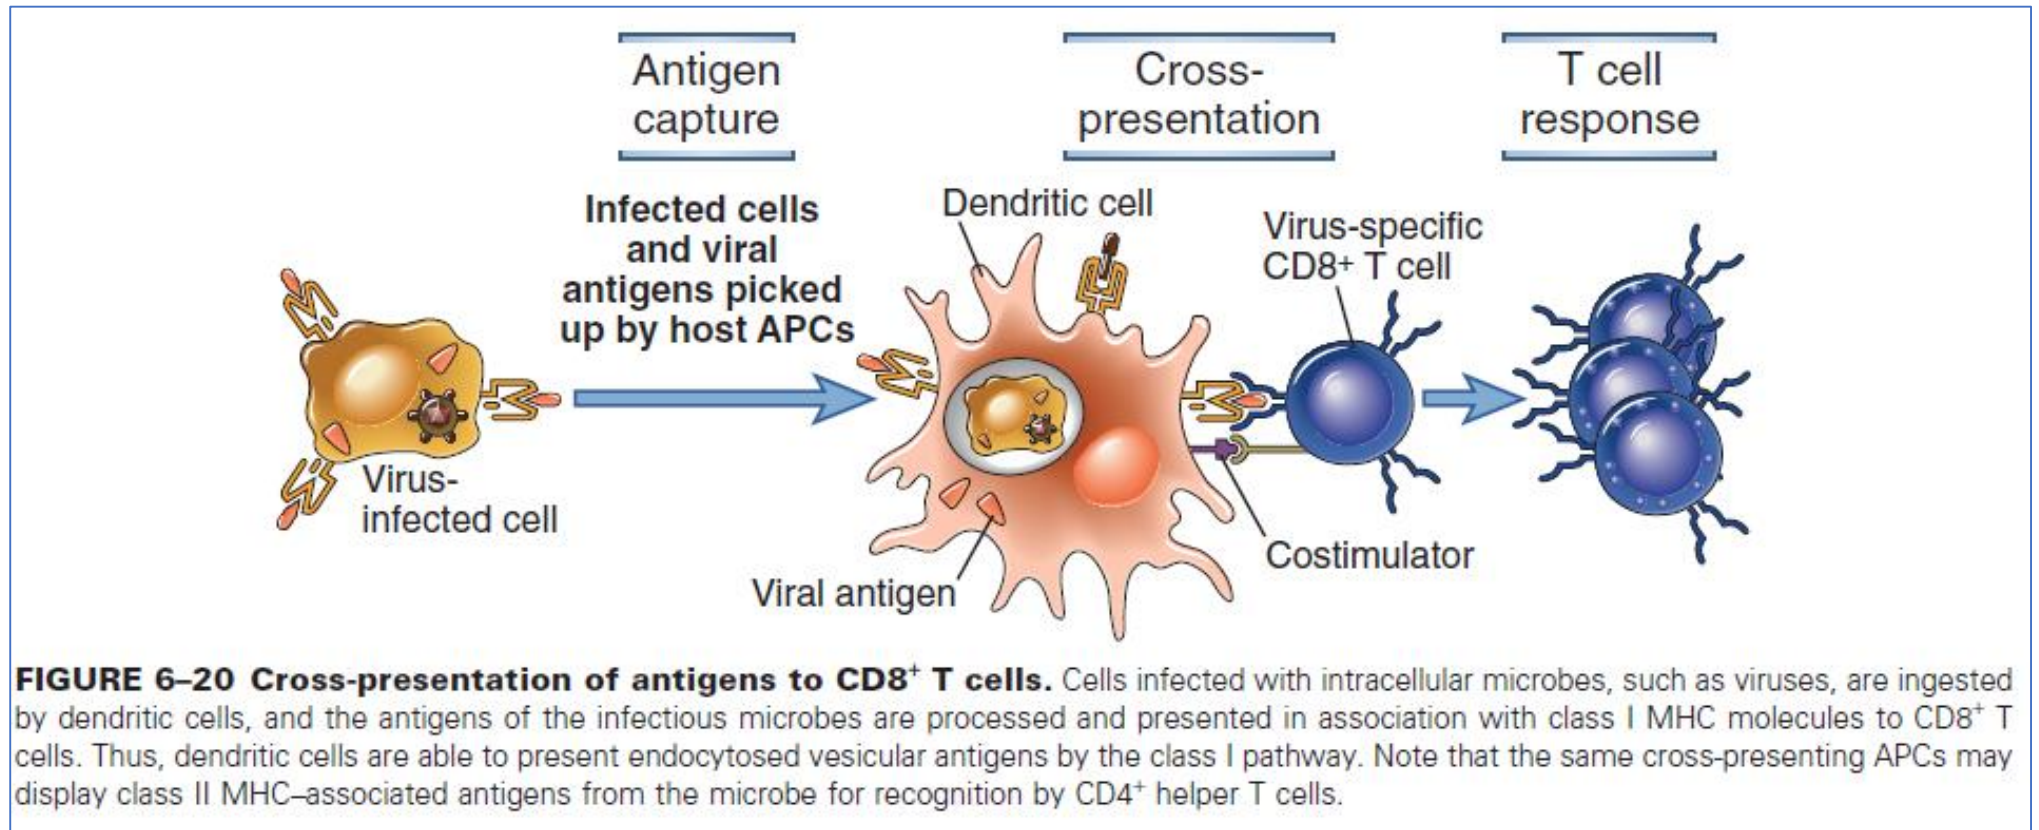 Antigen
capture
Cross-
presentation
T cell
response
Infected cells
and viral
antigens picked
up by host APCs
Dendritic cell
Virus-specific
CD8+ T cell
Virus-
infected cell
Viral antigen
Costimulator
FIGURE 6–20 Cross-presentation of antigens to CD8⁺ T cells. Cells infected with intracellular microbes, such as viruses, are ingested
by dendritic cells, and the antigens of the infectious microbes are processed and presented in association with class I MHC molecules to CD8⁺ T
cells. Thus, dendritic cells are able to present endocytosed vesicular antigens by the class I pathway. Note that the same cross-presenting APCs may
display class II MHC–associated antigens from the microbe for recognition by CD4⁺ helper T cells.